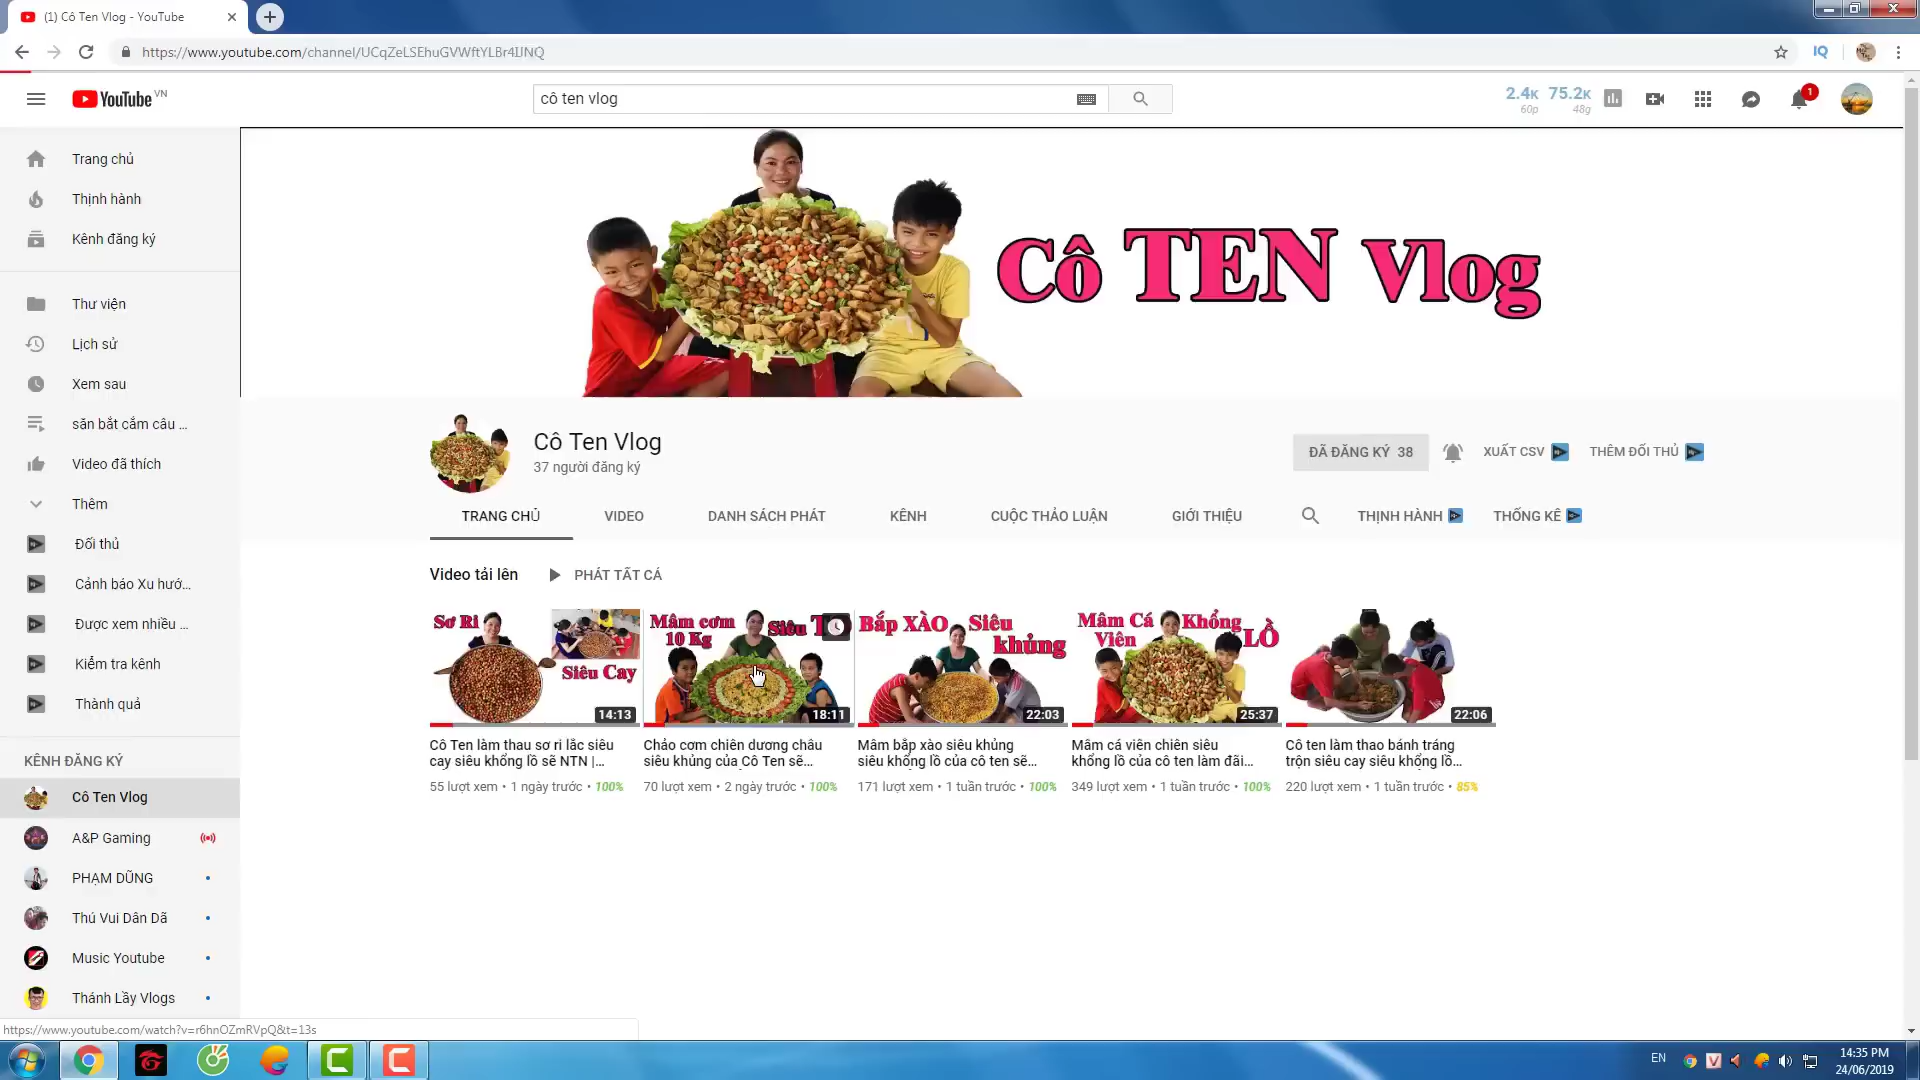 (1) Cô Ten Vlog - YouTube
https://www.youtube.com/channel/UCqZeLSEhuGVWftYLBr4IJNQ
YouTube VN
cô ten vlog
2.4K 75.2K
60p 48g
1
Trang chủ
Thịnh hành
Kênh đăng ký
Thư viện
Lịch sử
Xem sau
săn bắt cắm câu ...
Video đã thích
Thêm
Đối thủ
Cảnh báo Xu hướ...
Được xem nhiều ...
Kiểm tra kênh
Thành quả
KÊNH ĐĂNG KÝ
Cô Ten Vlog
A&P Gaming
PHẠM DŨNG
Thú Vui Dân Dã
Music Youtube
Thánh Lầy Vlogs
Cô TEN Vlog
Cô Ten Vlog
37 người đăng ký
ĐÃ ĐĂNG KÝ 38
XUẤT CSV
THÊM ĐỐI THỦ
TRANG CHỦ
VIDEO
DANH SÁCH PHÁT
KÊNH
CUỘC THẢO LUẬN
GIỚI THIỆU
THỊNH HÀNH
THỐNG KÊ
Video tải lên
PHÁT TẤT CẢ
Sơ Ri
Siêu Cay
14:13
Mâm cơm
10 Kg
Siêu
18:11
Bắp XÀO Siêu
khủng
22:03
Mâm Cá Khổng
Viên LỒ
25:37
22:06
Cô Ten làm thau sơ ri lắc siêu
cay siêu khổng lồ sẽ NTN |...
55 lượt xem • 1 ngày trước • 100%
Chảo cơm chiên dương châu
siêu khủng của Cô Ten sẽ...
70 lượt xem • 2 ngày trước • 100%
Mâm bắp xào siêu khủng
siêu khổng lồ của cô ten sẽ...
171 lượt xem • 1 tuần trước • 100%
Mâm cá viên chiên siêu
khổng lồ của cô ten làm đãi...
349 lượt xem • 1 tuần trước • 100%
Cô ten làm thao bánh tráng
trộn siêu cay siêu khổng lồ...
220 lượt xem • 1 tuần trước • 85%
https://www.youtube.com/watch?v=r6hnOZmRVpQ&t=13s
EN
14:35 PM
24/06/2019